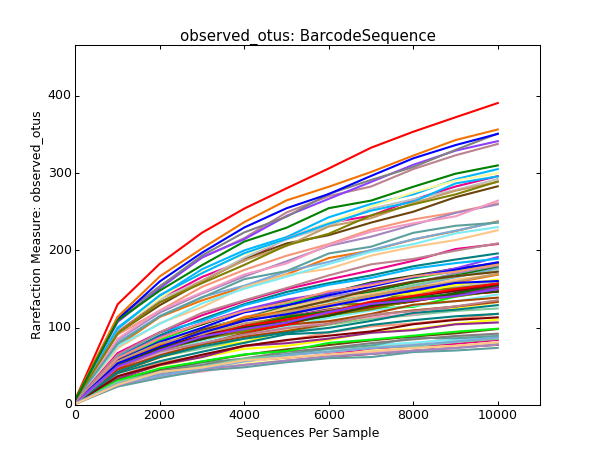 observed_otus: BarcodeSequence
400
300
200
100
0
Rarefaction Measure: observed_otus
0 2000 4000 6000 8000 10000
Sequences Per Sample